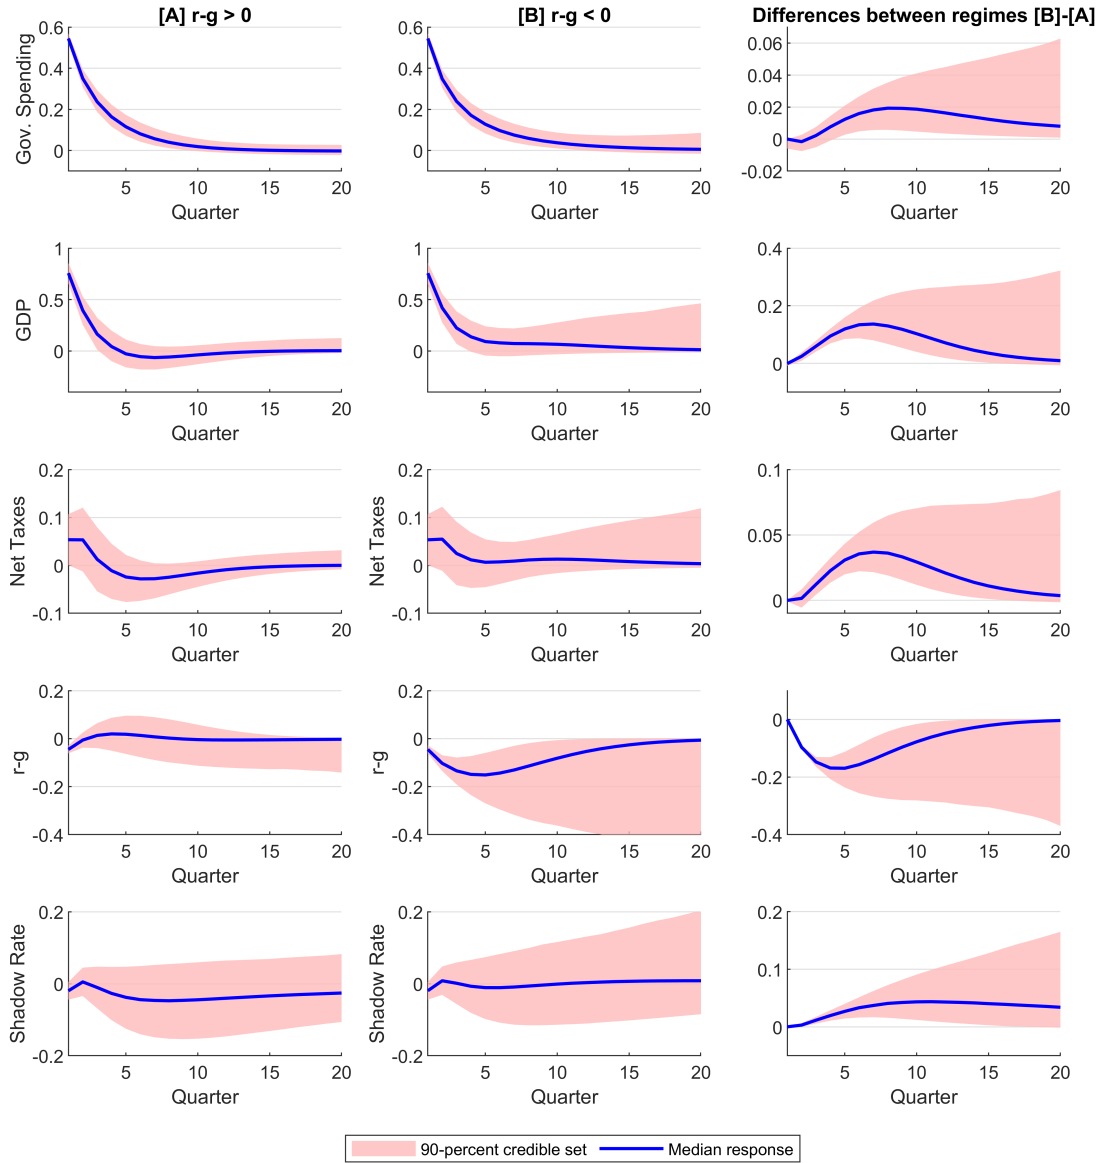 [A] r-g > 0
[B] r-g < 0
Differences between regimes [B]-[A]
Gov. Spending
0.6
0.4
0.2
0
5 10 15 20
Quarter
0.6
0.4
0.2
0
5 10 15 20
Quarter
0.06
0.04
0.02
0
-0.02
5 10 15 20
Quarter
GDP
1
0.5
0
5 10 15 20
Quarter
1
0.5
0
5 10 15 20
Quarter
0.4
0.2
0
5 10 15 20
Quarter
Net Taxes
0.2
0.1
0
-0.1
5 10 15 20
Quarter
Net Taxes
0.2
0.1
0
-0.1
5 10 15 20
Quarter
0.1
0.05
0
5 10 15 20
Quarter
r-g
0.2
0
-0.2
-0.4
5 10 15 20
Quarter
r-g
0.2
0
-0.2
-0.4
5 10 15 20
Quarter
0
-0.2
-0.4
5 10 15 20
Quarter
Shadow Rate
0.2
0
-0.2
5 10 15 20
Quarter
Shadow Rate
0.2
0
-0.2
5 10 15 20
Quarter
0.2
0.1
0
5 10 15 20
Quarter
90-percent credible set
Median response